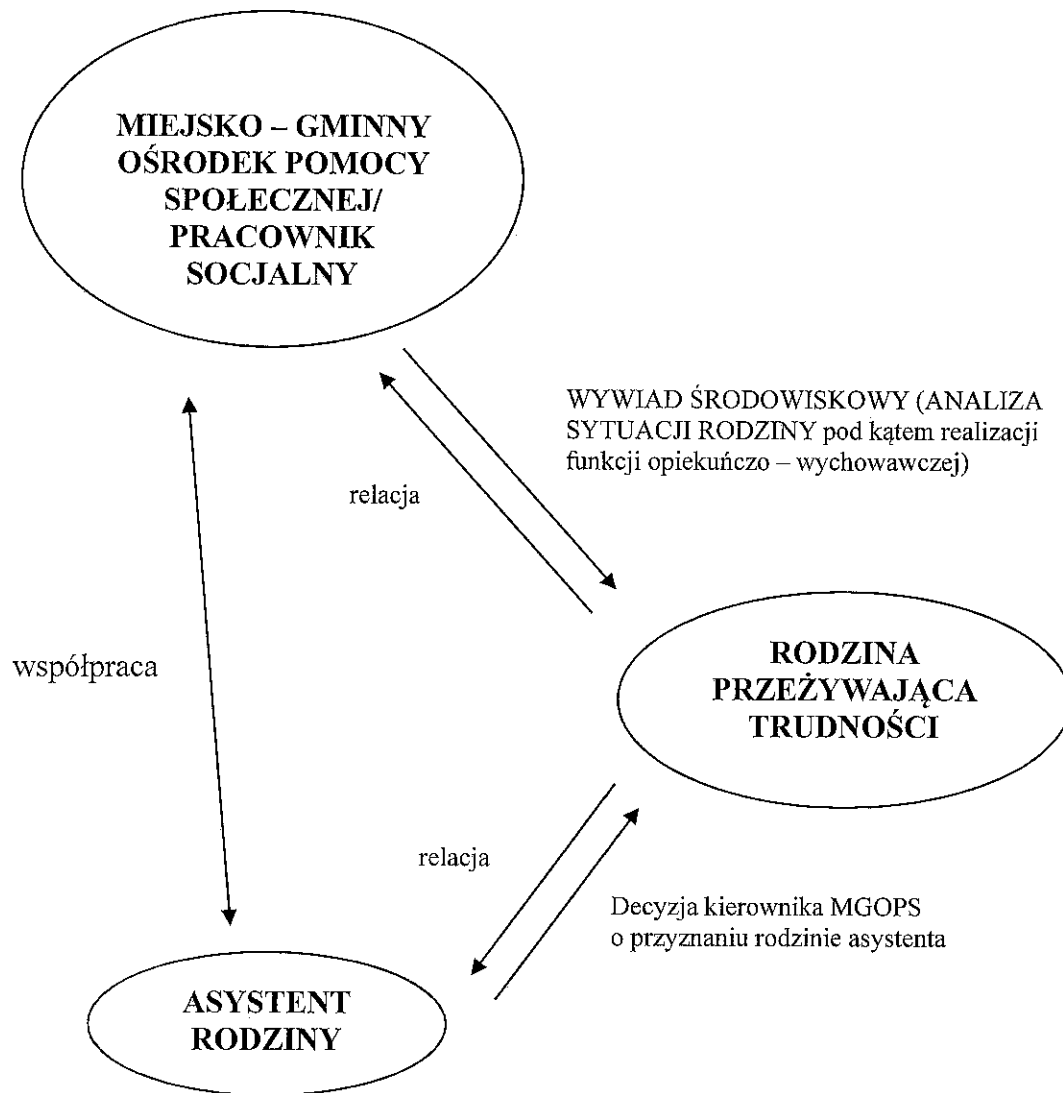 MIEJSKO – GMINNY
OŚRODEK POMOCY
SPOŁECZNEJ/
PRACOWNIK
SOCJALNY
WYWIAD ŚRODOWISKOWY (ANALIZA
SYTUACJI RODZINY pod kątem realizacji
funkcji opiekuńczo – wychowawczej)
relacja
współpraca
RODZINA
PRZEŻYWAJĄCA
TRUDNOŚCI
relacja
Decyzja kierownika MGOPS
o przyznaniu rodzinie asystenta
ASYSTENT
RODZINY